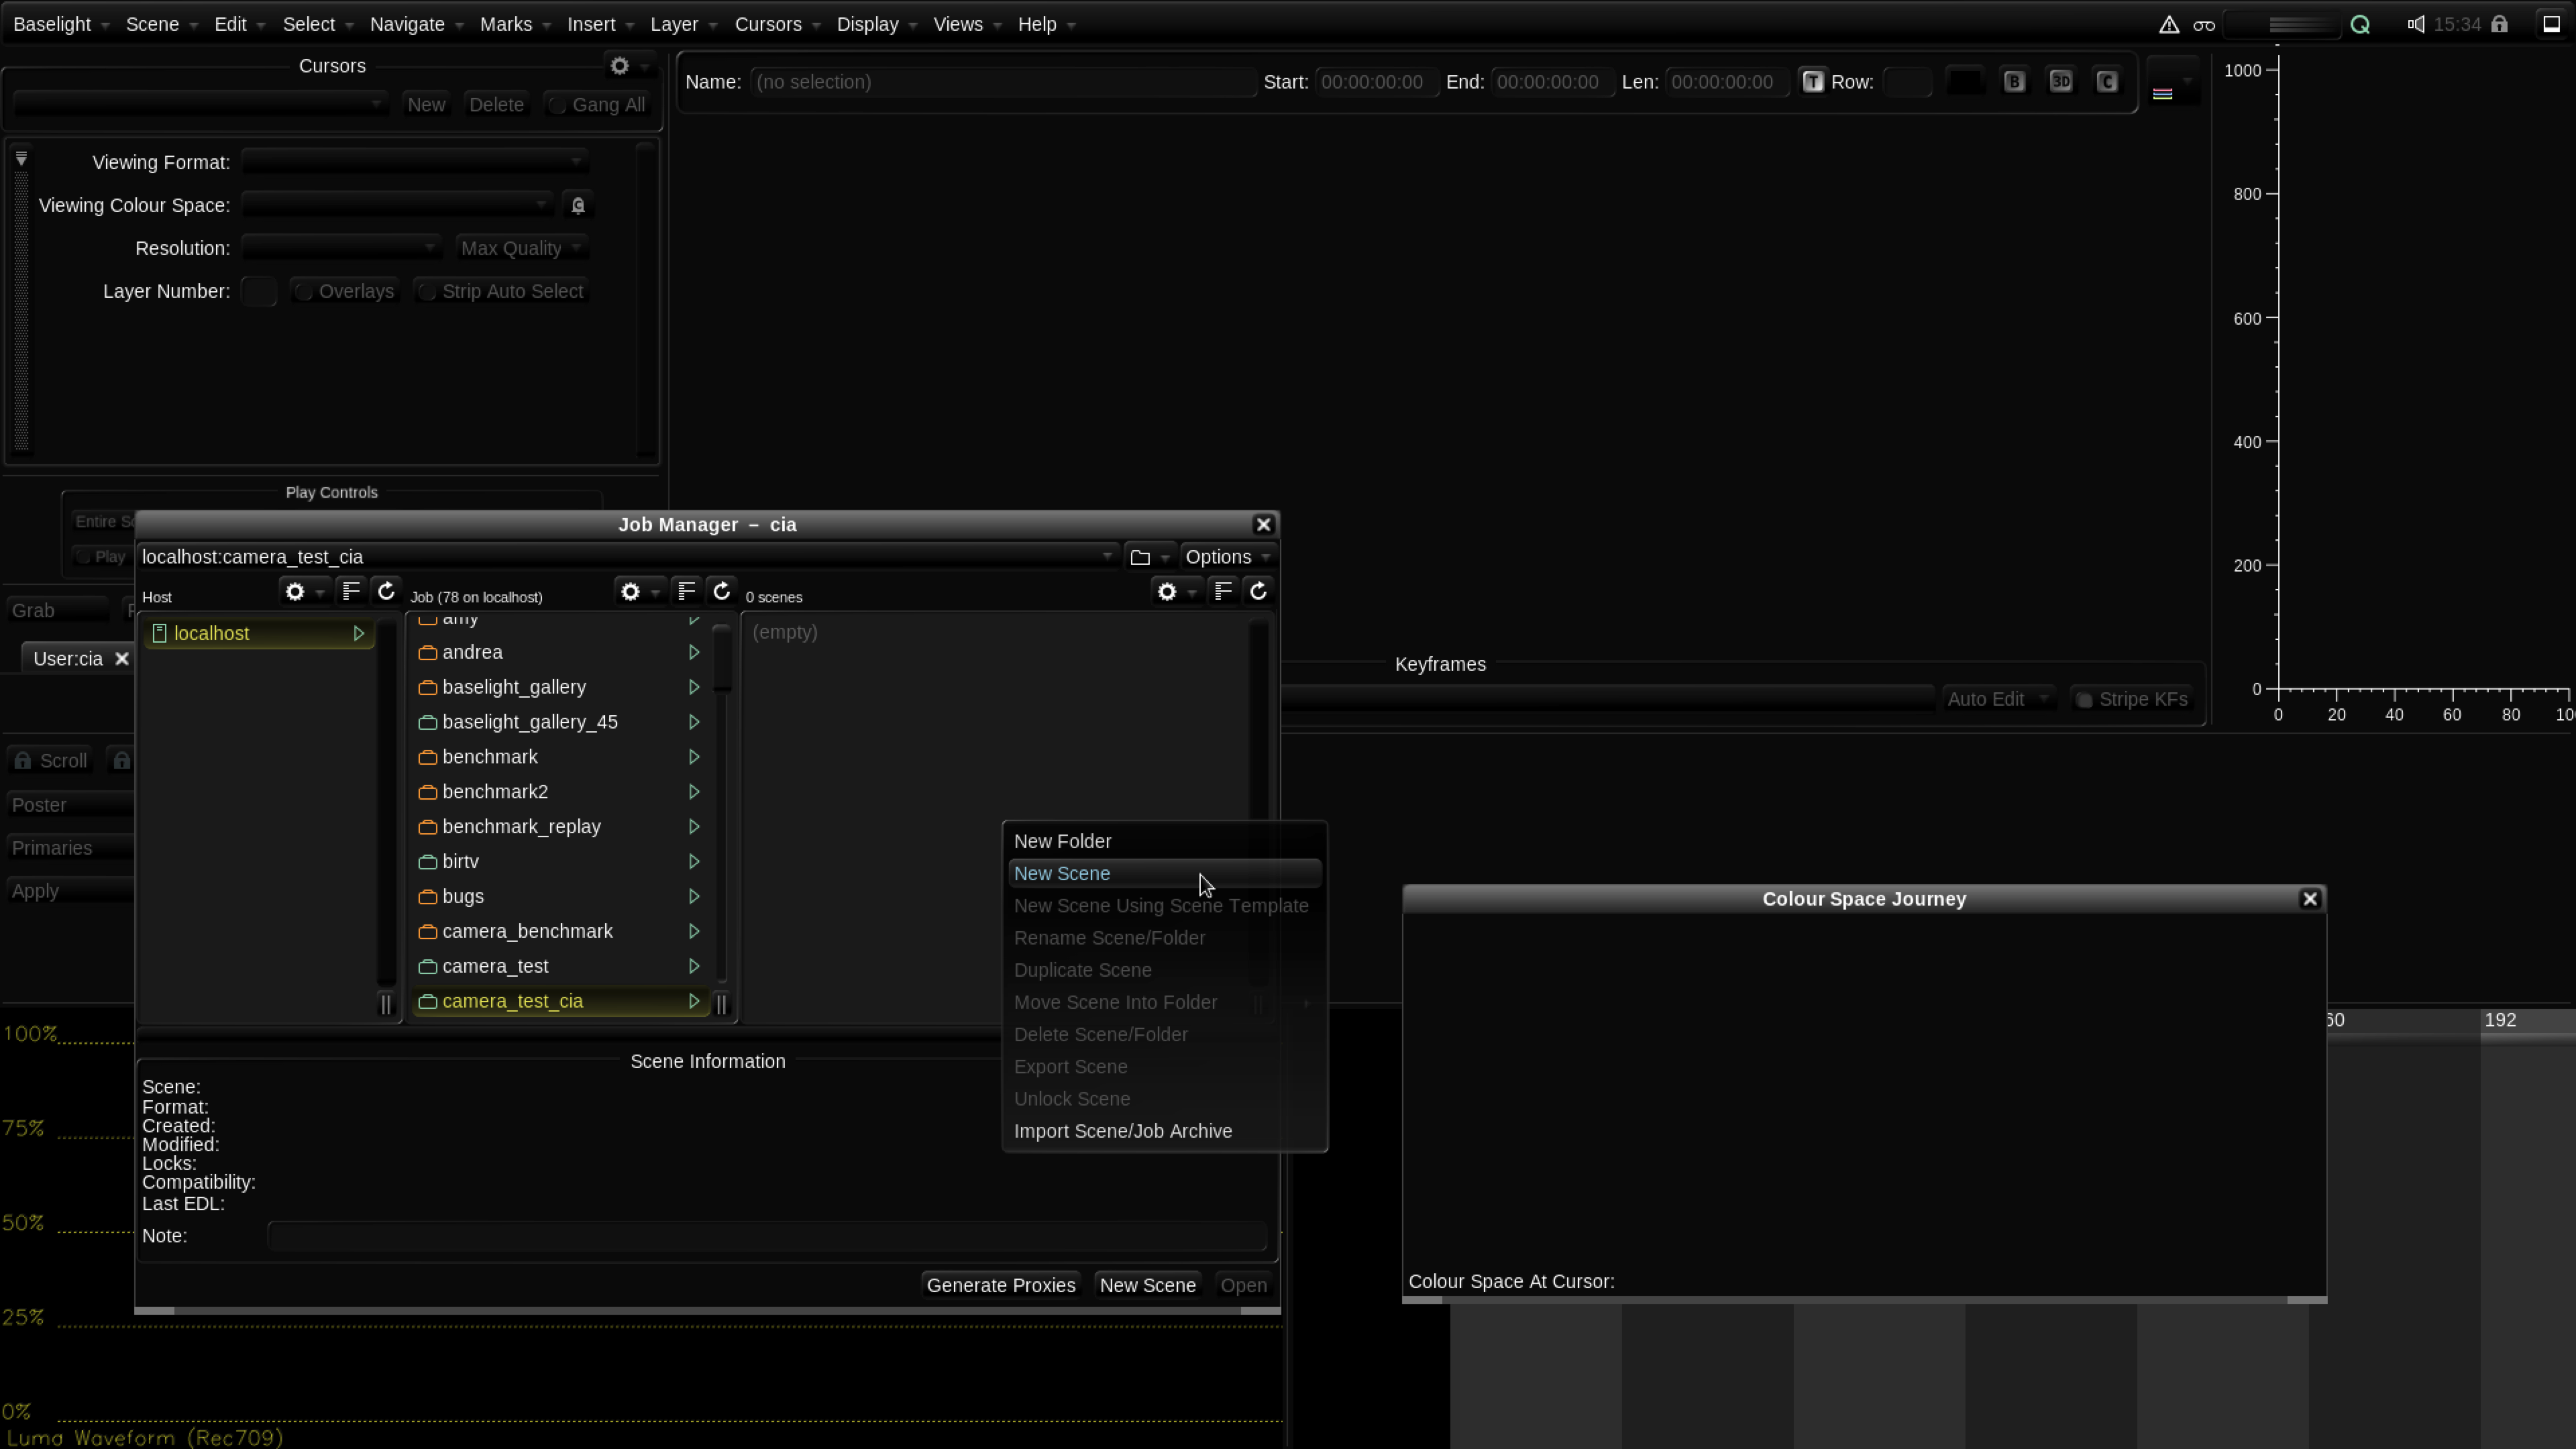 Baselight Scene Edit Select Navigate Marks Insert Layer Cursors Display Views Help
15:34
Cursors
New Delete Gang All
Viewing Format:
Viewing Colour Space:
Resolution: Max Quality
Layer Number: Overlays Strip Auto Select
Name: (no selection) Start: 00:00:00:00 End: 00:00:00:00 Len: 00:00:00:00 T Row: B 3D C
1000
800
600
400
200
0
0 20 40 60 80
Play Controls
Play
Grab
User:cia
Scroll
Poster
Primaries
Apply
Job Manager – cia
localhost:camera_test_cia Options
Host Job (78 on localhost) 0 scenes
localhost
amy
andrea
baselight_gallery
baselight_gallery_45
benchmark
benchmark2
benchmark_replay
birtv
bugs
camera_benchmark
camera_test
camera_test_cia
(empty)
New Folder
New Scene
New Scene Using Scene Template
Rename Scene/Folder
Duplicate Scene
Move Scene Into Folder
Delete Scene/Folder
Export Scene
Unlock Scene
Import Scene/Job Archive
Scene Information
Scene:
Format:
Created:
Modified:
Locks:
Compatibility:
Last EDL:
Note:
Generate Proxies New Scene Open
Keyframes
Auto Edit Stripe KFs
Colour Space Journey
Colour Space At Cursor:
60 192
100%
75%
50%
25%
0%
Luma Waveform (Rec709)